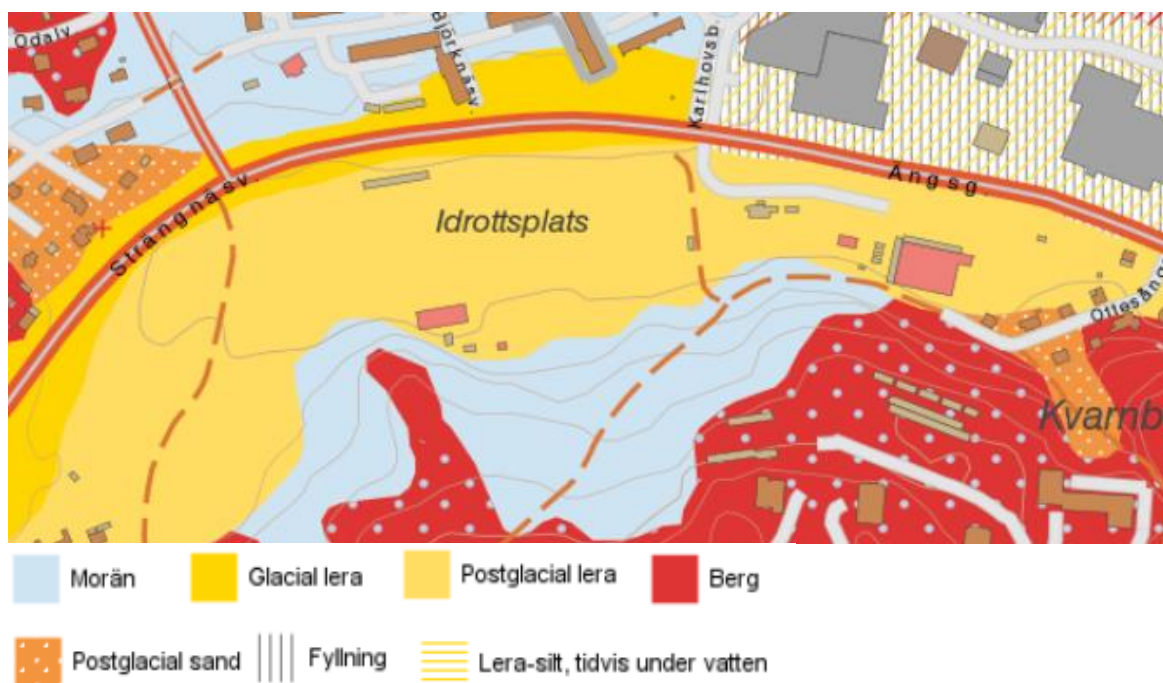 Odalv
Björknäsv.
Karlhovsb.
Strängnäsv.
Ängsg.
Idrottsplats
Ottesäng
Kvarnb
Morän
Glacial lera
Postglacial lera
Berg
Postglacial sand
Fyllning
Lera-silt, tidvis under vatten